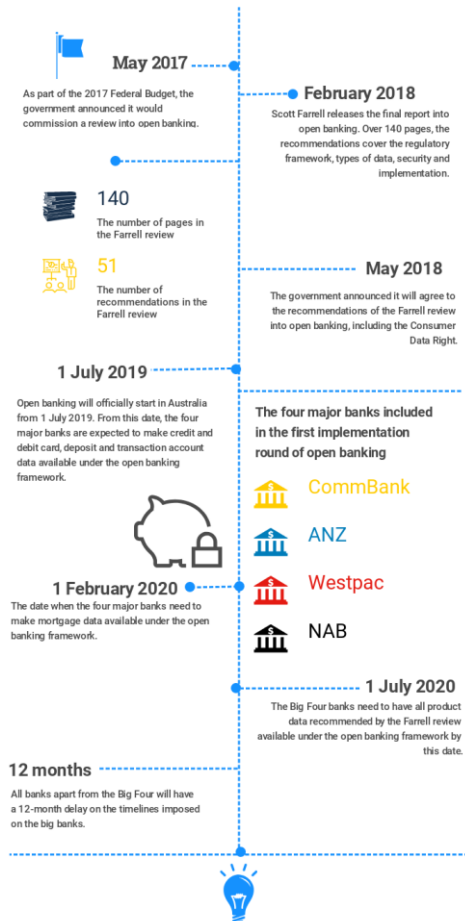 May 2017
As part of the 2017 Federal Budget, the
government announced it would
commission a review into open banking.
February 2018
Scott Farrell releases the final report into
open banking. Over 140 pages, the
recommendations cover the regulatory
framework, types of data, security and
implementation.
140
The number of pages in
the Farrell review
51
The number of
recommendations in the
Farrell review
May 2018
The government announced it will agree to
the recommendations of the Farrell review
into open banking, including the Consumer
Data Right.
1 July 2019
Open banking will officially start in Australia
from 1 July 2019. From this date, the four
major banks are expected to make credit and
debit card, deposit and transaction account
data available under the open banking
framework.
The four major banks included
in the first implementation
round of open banking
CommBank
ANZ
Westpac
NAB
1 February 2020
The date when the four major banks need to
make mortgage data available under the open
banking framework.
1 July 2020
The Big Four banks need to have all product
data recommended by the Farrell review
available under the open banking framework by
this date.
12 months
All banks apart from the Big Four will have
a 12-month delay on the timelines imposed
on the big banks.